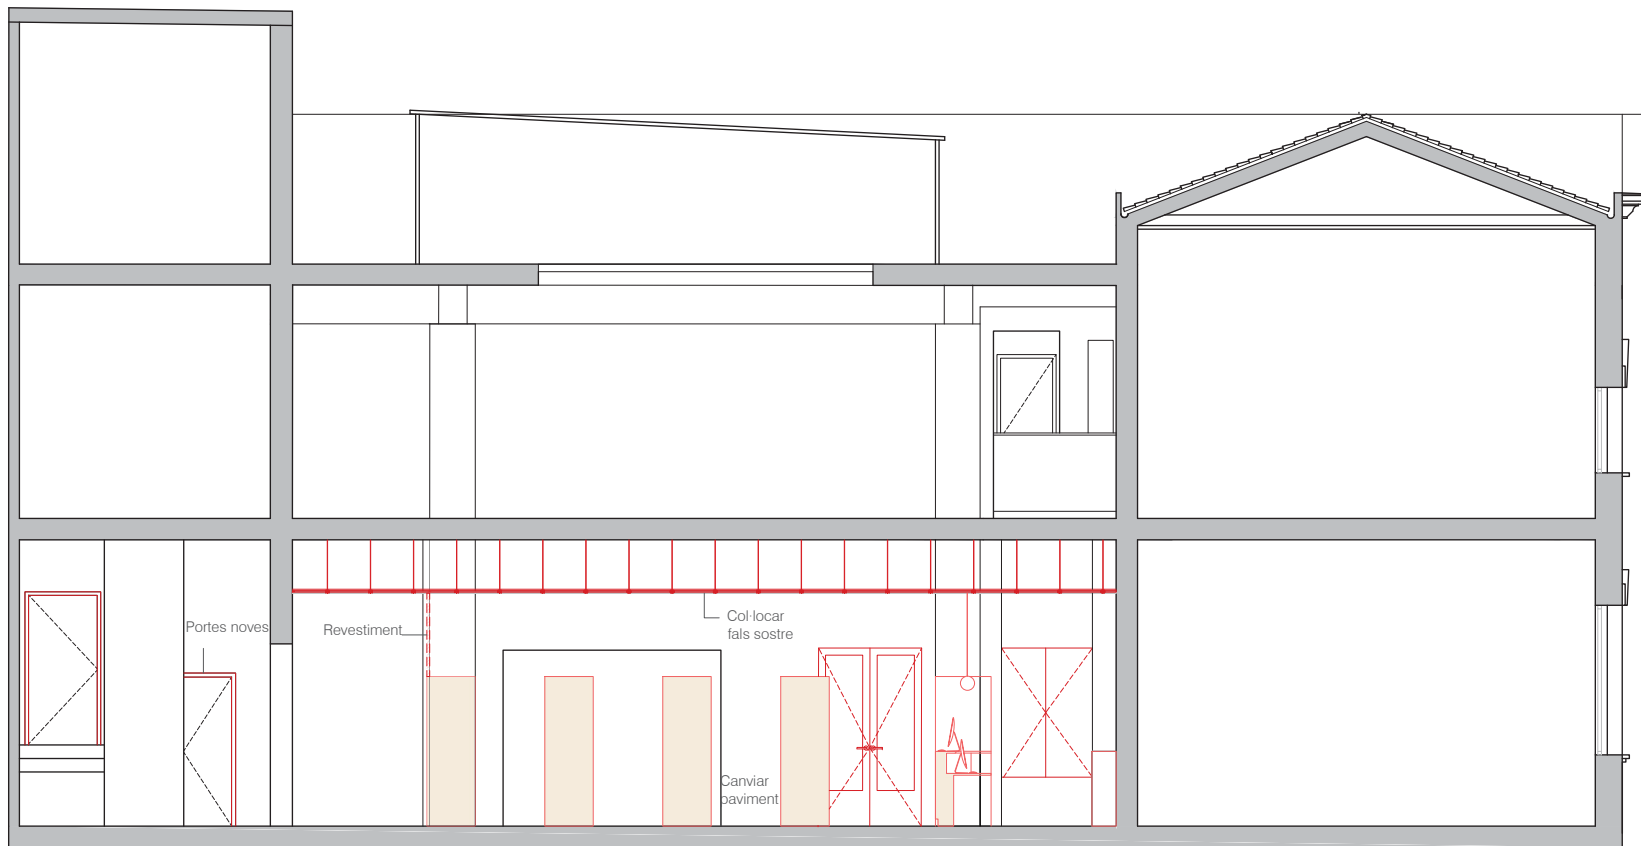 Portes noves
Revestiment
Col·locar
fals sostre
Canviar
paviment